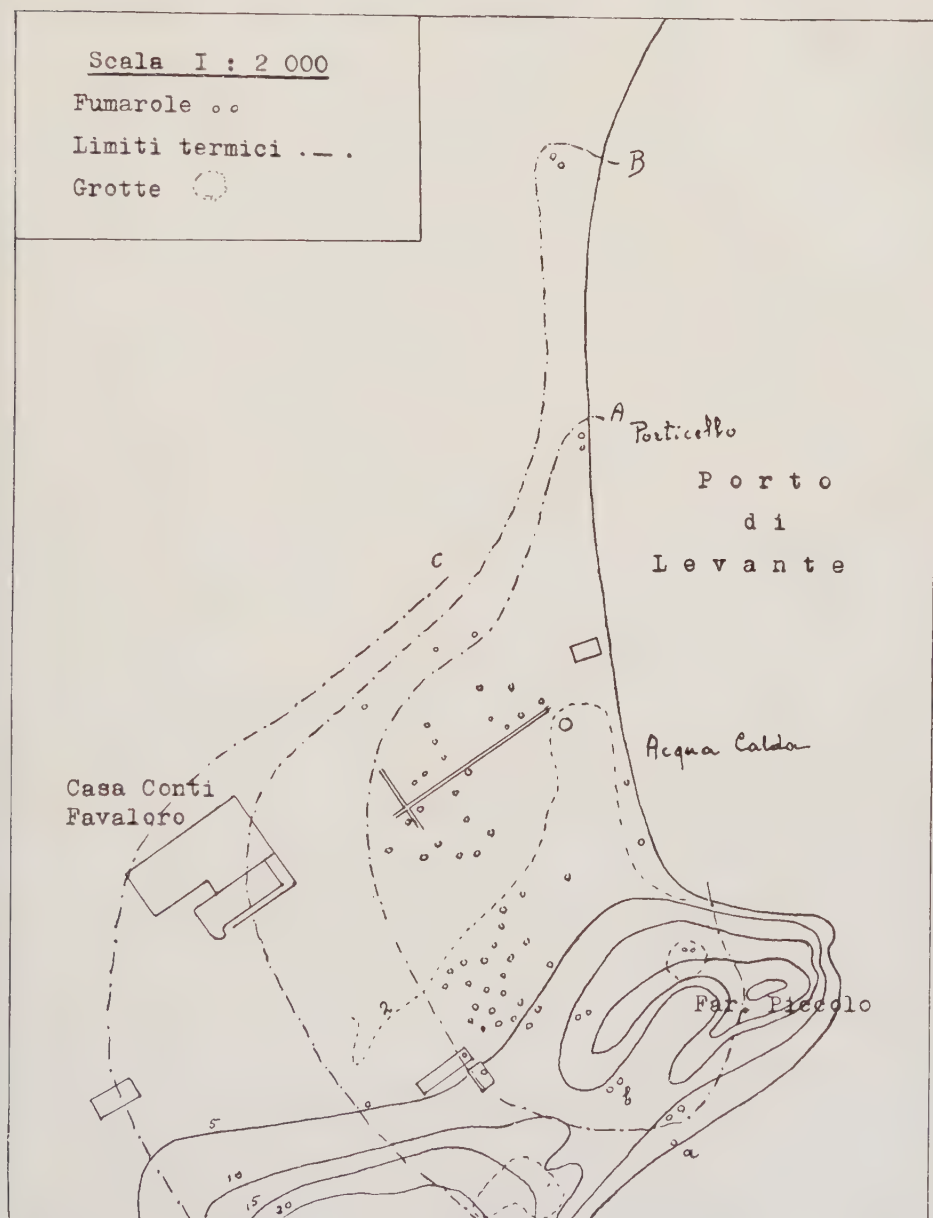 Scala I : 2 000
Fumarole
Limiti termici
Grotte
B
A
Porticello
Porto
di
Levante
C
Acqua Calda
Casa Conti
Favaloro
2
Far. Piccolo
b
a
5
10
15
20